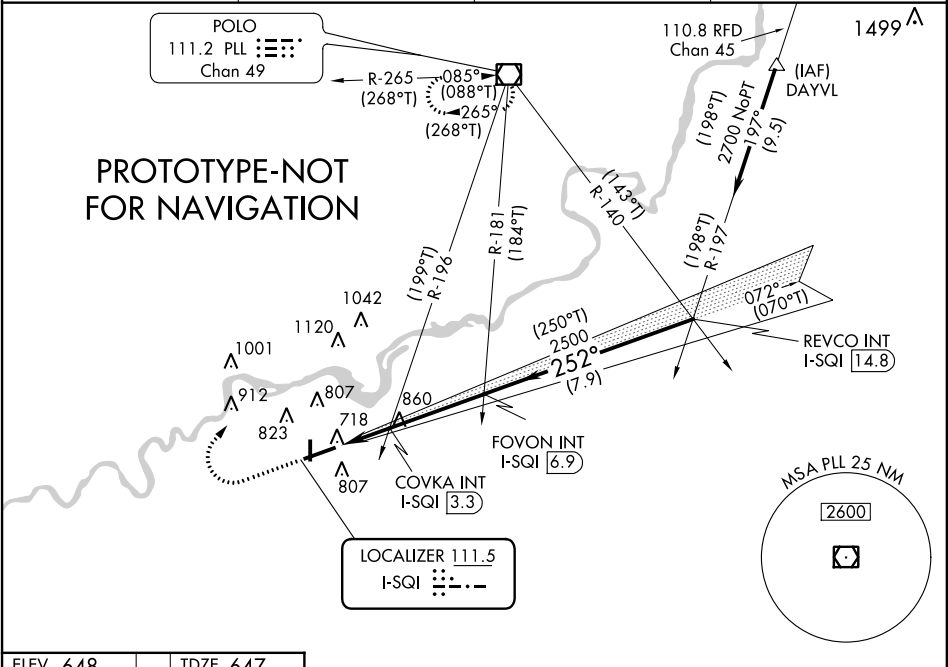 POLO
111.2 PLL
Chan 49
R-265
(268°T)
085°
(088°T)
265°
(268°T)
110.8 RFD
Chan 45
1499
(IAF)
DAYVL
(198°T)
2700 NoPT
197°
(9.5)
PROTOTYPE-NOT
FOR NAVIGATION
(199°T)
R-196
R-181
(184°T)
(143°T)
R-140
(198°T)
R-197
072°
(070°T)
(250°T)
2500
252°
(7.9)
REVCO INT
I-SQI 14.8
1042
1120
1001
912
807
823
718
860
807
FOVON INT
I-SQI 6.9
COVKA INT
I-SQI 3.3
LOCALIZER 111.5
I-SQI
MSA PLL 25 NM
2600
ELEV 648
TDZE 647